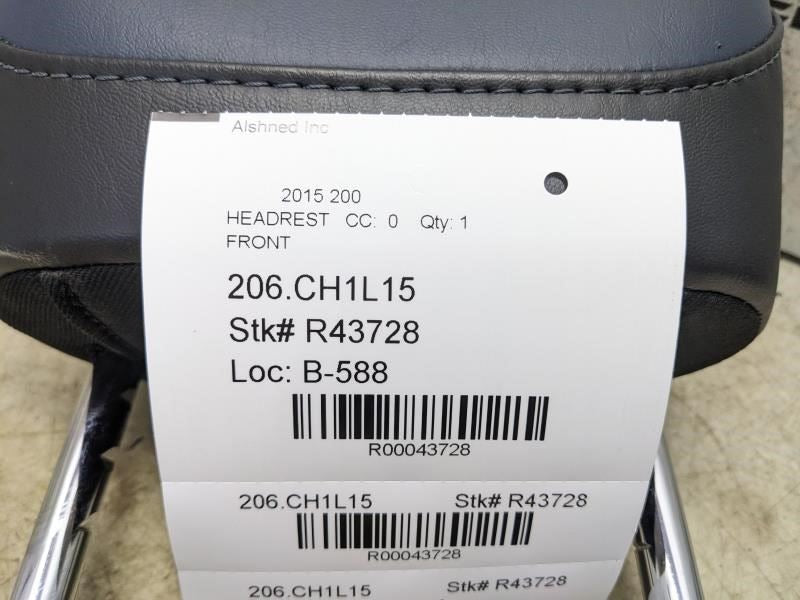 Alshned Inc
2015 200
HEADREST CC: 0 Qty: 1
FRONT
206.CH1L15
Stk# R43728
Loc: B-588
R00043728
206.CH1L15 Stk# R43728
R00043728
206.CH1L15 Stk# R43728